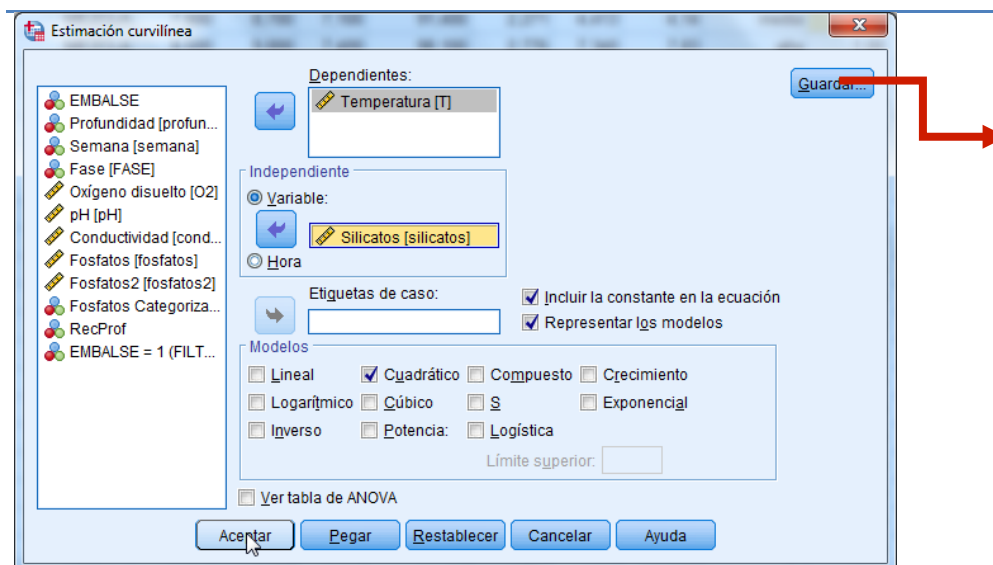 Estimación curvilínea
x
Dependientes:
Temperatura [T]
Guardar...
EMBALSE
Profundidad [profun...
Semana [semana]
Fase [FASE]
Oxígeno disuelto [O2]
pH [pH]
Conductividad [cond...
Fosfatos [fosfatos]
Fosfatos2 [fosfatos2]
Fosfatos Categoriza...
RecProf
EMBALSE = 1 (FILT...
Independiente
Variable:
Silicatos [silicatos]
Hora
Etiquetas de caso:
Incluir la constante en la ecuación
Representar los modelos
Modelos
Lineal Cuadrático Compuesto Crecimiento
Logarítmico Cúbico S Exponencial
Inverso Potencia: Logística
Límite superior:
Ver tabla de ANOVA
Aceptar Pegar Restablecer Cancelar Ayuda